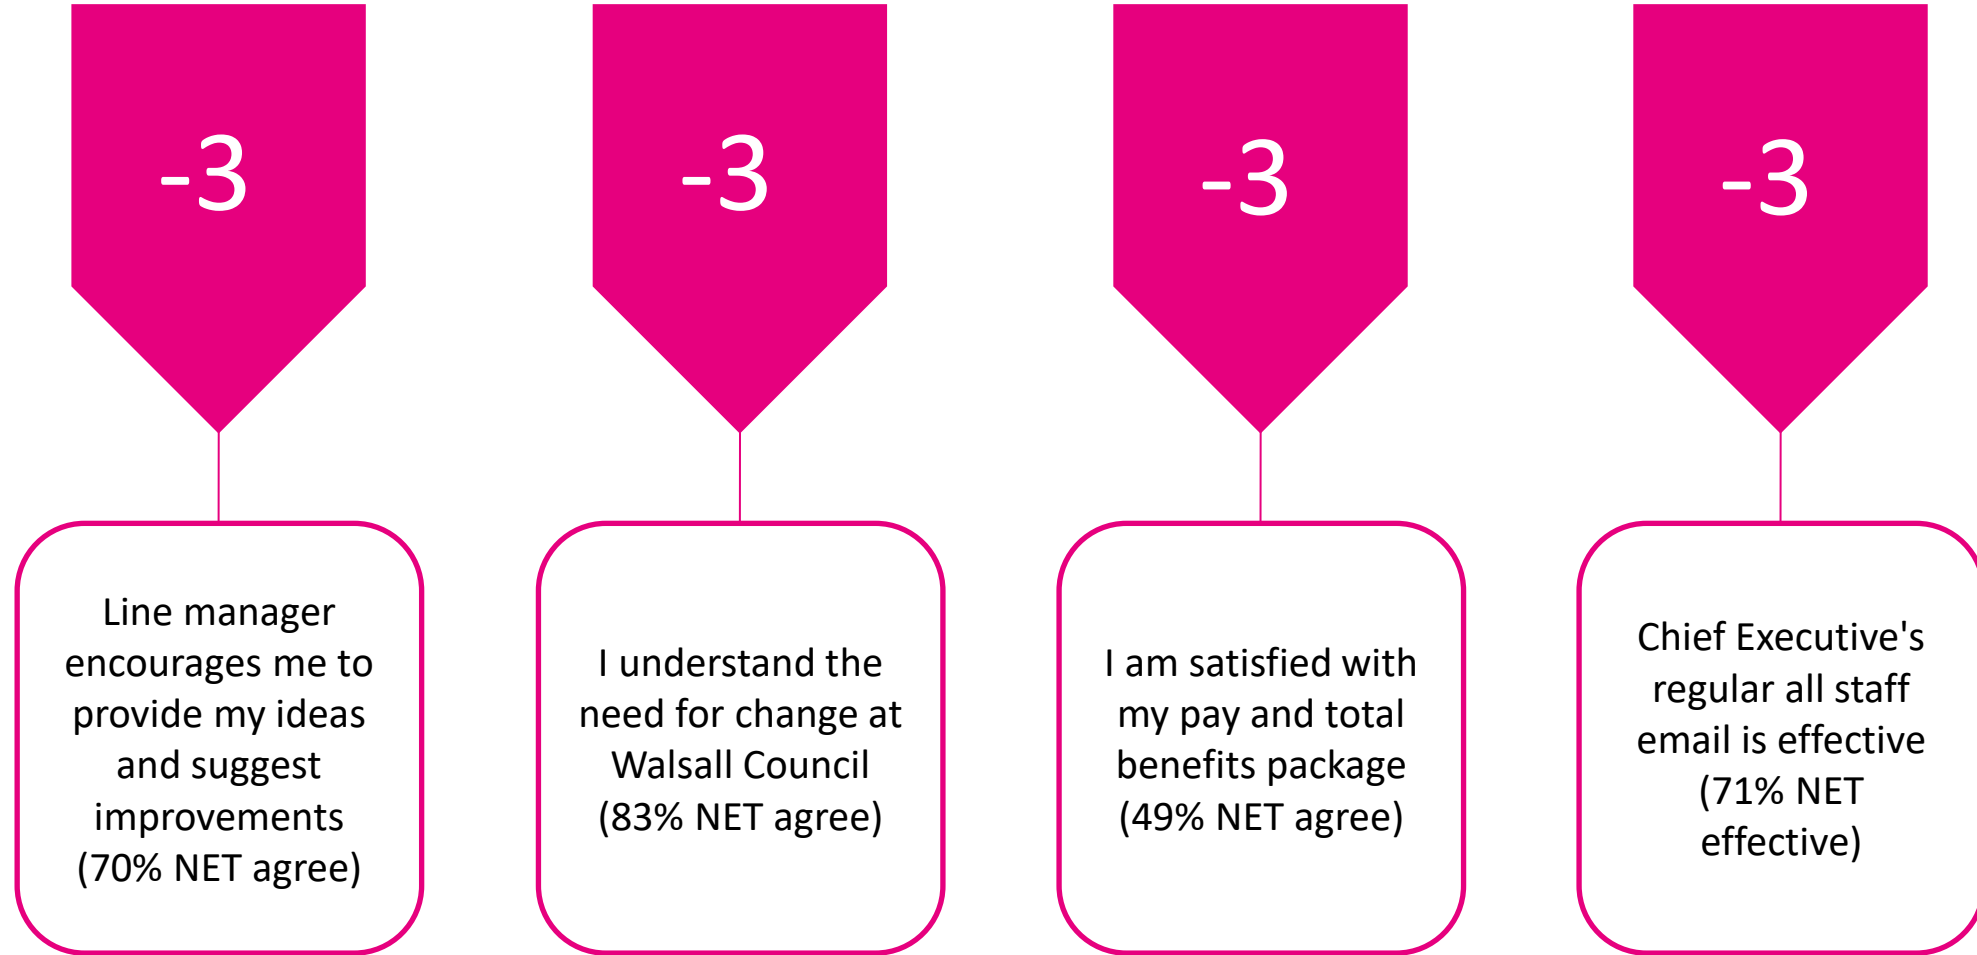 -3
-3
-3
-3
Line manager
encourages me to
provide my ideas
and suggest
improvements
(70% NET agree)
I understand the
need for change at
Walsall Council
(83% NET agree)
I am satisfied with
my pay and total
benefits package
(49% NET agree)
Chief Executive's
regular all staff
email is effective
(71% NET
effective)